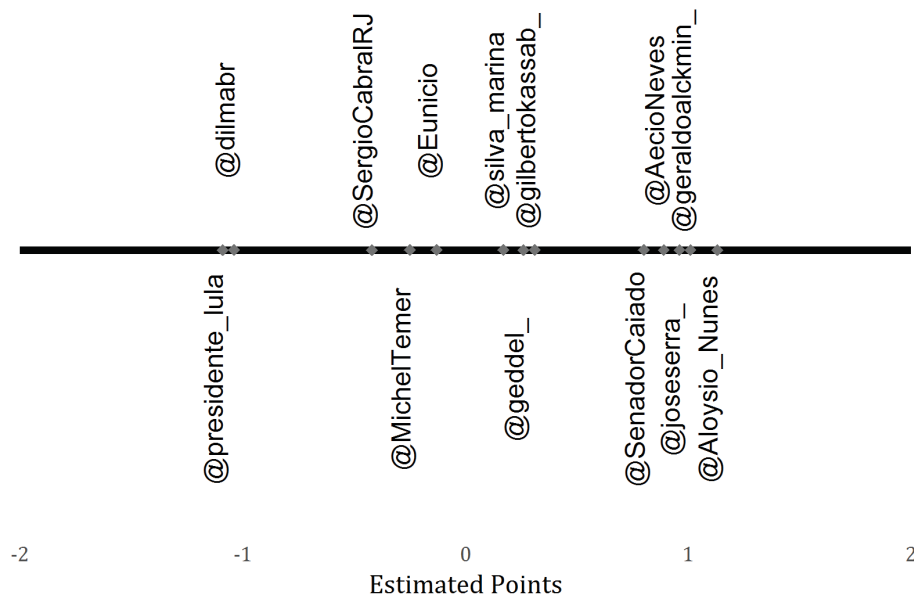 @dilmabr
@SergioCabralRJ
@Eunicio
@silva_marina
@gilbertokassab_
@AecioNeves
@geraldoalckmin_
@presidente_lula
@MichelTemer
@geddel_
@SenadorCaiado
@joseserra_
@Aloysio_Nunes
-2 -1 0 1 2
Estimated Points